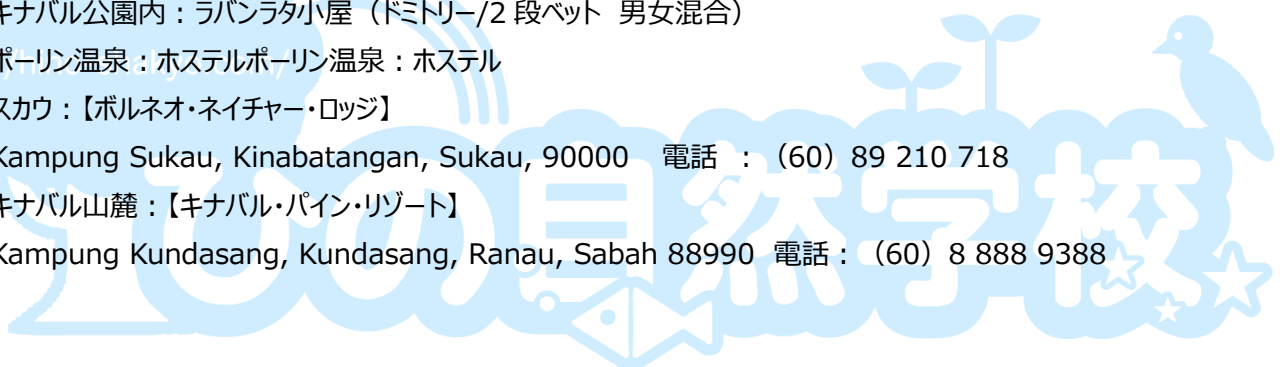 キナバル公園内：ラバンラタ小屋（ドミトリー/2 段ベット 男女混合）
ポーリン温泉：ホステルポーリン温泉：ホステル
スカウ：【ボルネオ・ネイチャー・ロッジ】
Kampung Sukau, Kinabatangan, Sukau, 90000　電話 ：（60）89 210 718
キナバル山麓：【キナバル・パイン・リゾート】
Kampung Kundasang, Kundasang, Ranau, Sabah 88990 電話：（60）8 888 9388
ひの自然学校